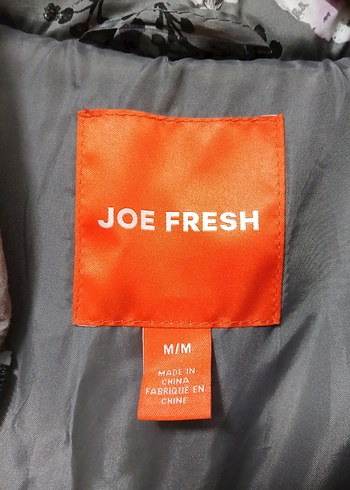 JOE FRESH
M/M
MADE IN
CHINA
FABRIQUÉ EN
CHINE